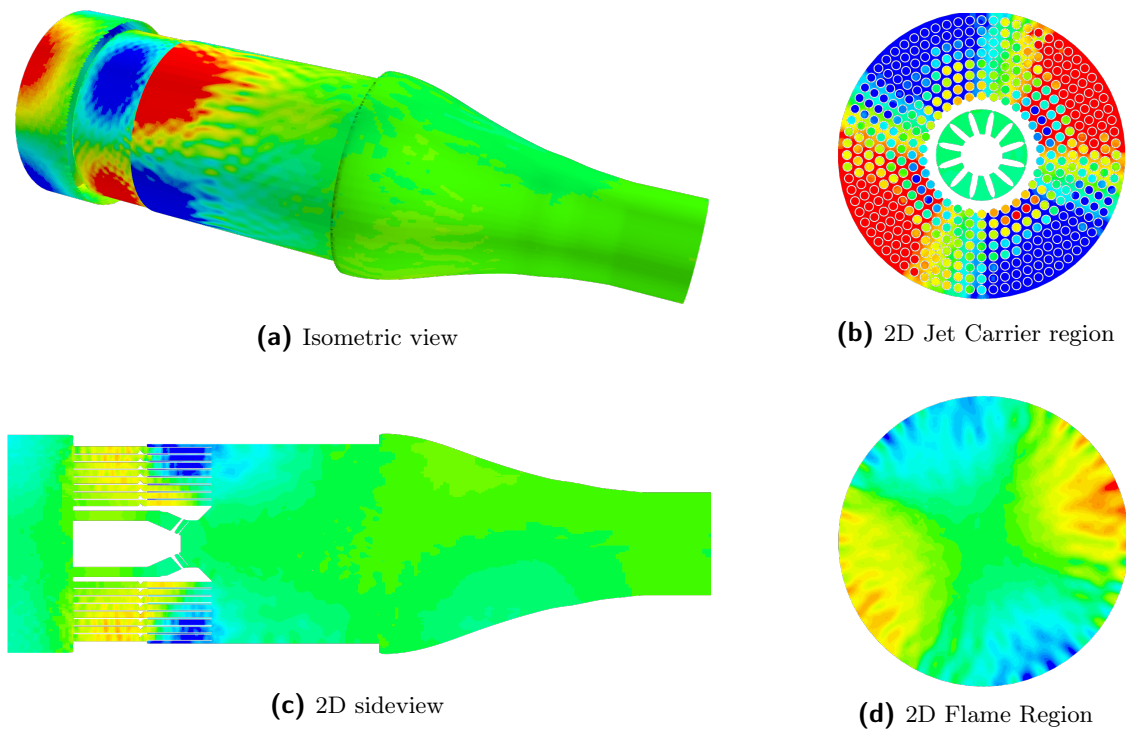 (a) Isometric view
(b) 2D Jet Carrier region
(c) 2D sideview
(d) 2D Flame Region